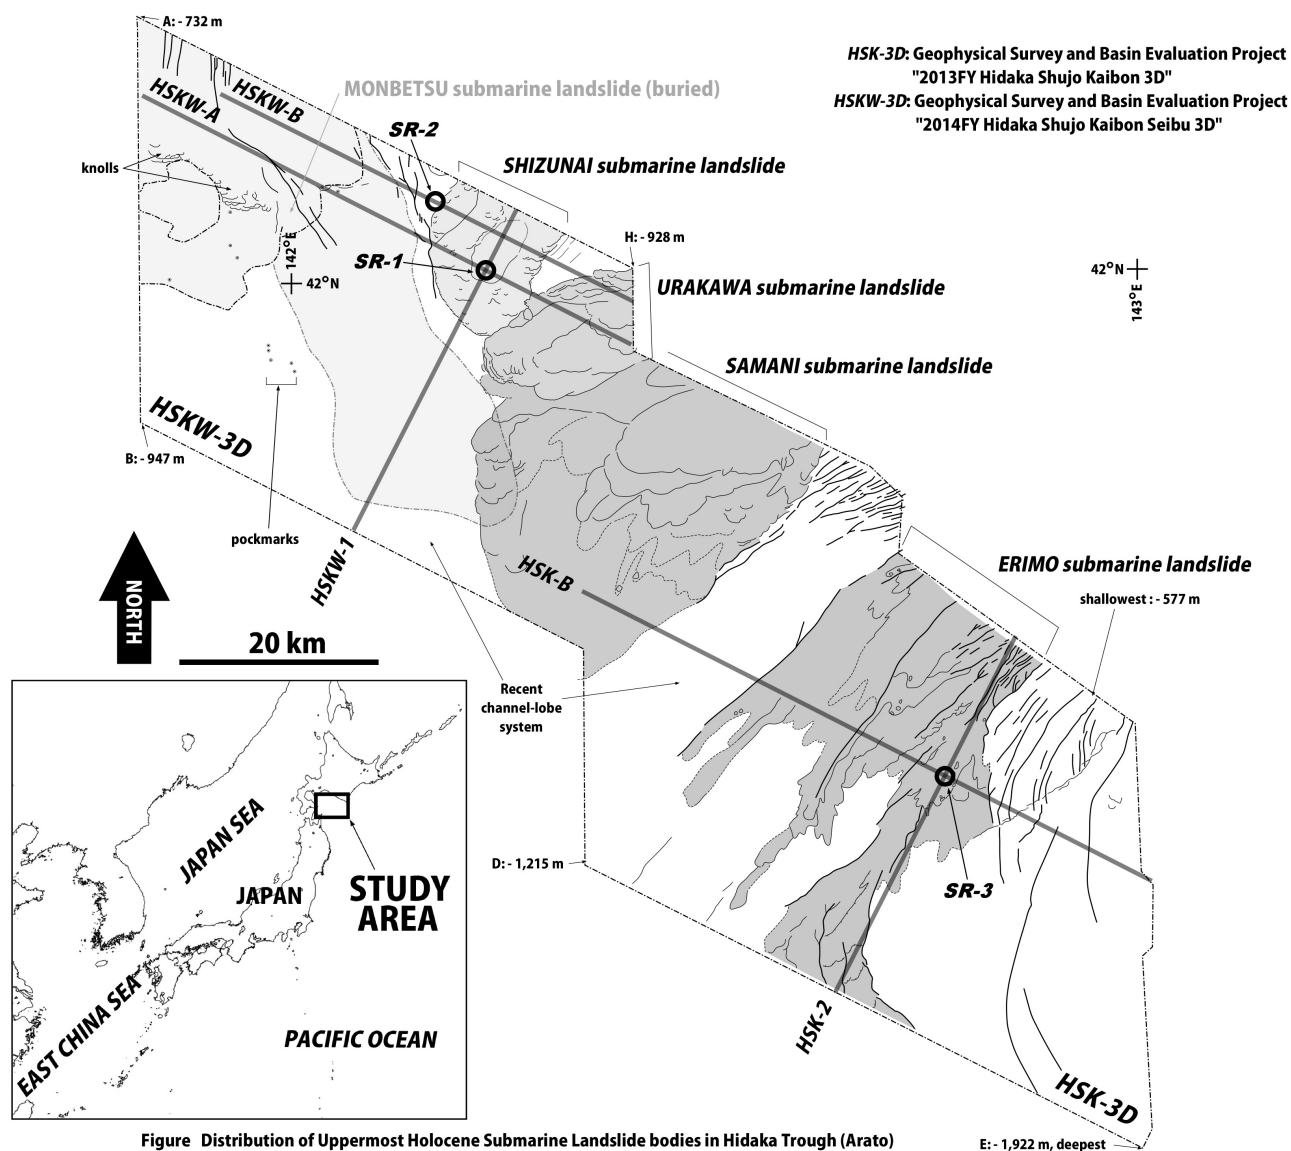 A: - 732 m
HSK-3D: Geophysical Survey and Basin Evaluation Project
"2013FY Hidaka Shujo Kaibon 3D"
HSKW-3D: Geophysical Survey and Basin Evaluation Project
"2014FY Hidaka Shujo Kaibon Seibu 3D"
HSKW-A
HSKW-B
MONBETSU submarine landslide (buried)
SR-2
SHIZUNAI submarine landslide
knolls
H: - 928 m
142°E
42°N
SR-1
URAKAWA submarine landslide
42°N
143°E
SAMANI submarine landslide
HSKW-3D
B: - 947 m
pockmarks
HSKW-1
HSK-B
ERIMO submarine landslide
shallowest : - 577 m
NORTH
20 km
Recent
channel-lobe
system
JAPAN SEA
JAPAN
STUDY
AREA
EAST CHINA SEA
PACIFIC OCEAN
D: - 1,215 m
SR-3
HSK-2
HSK-3D
Figure Distribution of Uppermost Holocene Submarine Landslide bodies in Hidaka Trough (Arato)
E: - 1,922 m, deepest